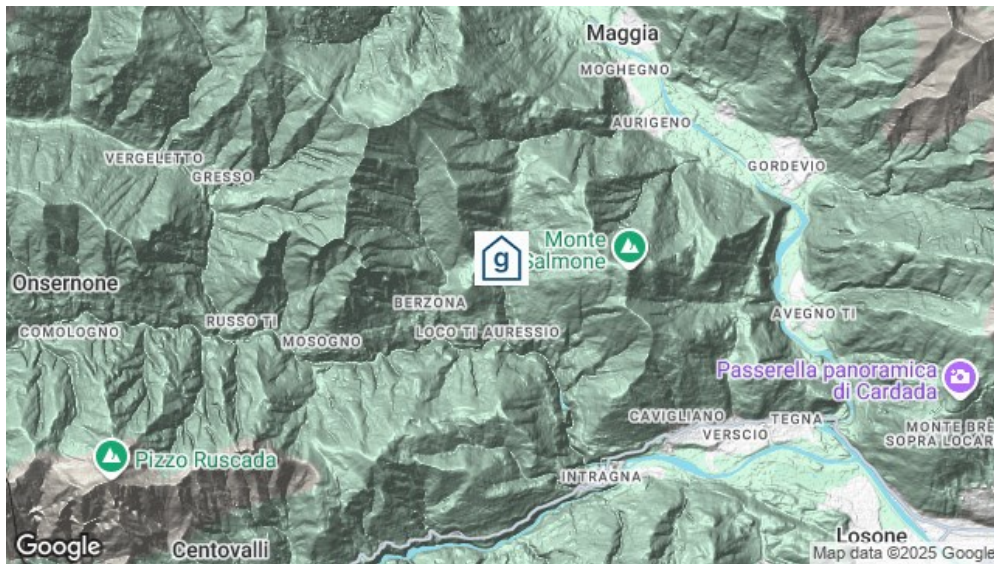 Maggia
MOGHEGNO
AURIGENO
VERGELETTO
GRESSO
GORDEVIO
g
Monte
Salmone
Onsernone
BERZONA
AVEGNO TI
COMOLOGNO
RUSSO TI
MOSOGNO
LOCO TI AURESSIO
Passerella panoramica
di Cardada
CAVIGLIANO
TEGNA
VERSCIO
MONTE BRÈ
SOPRA LOCAR
Pizzo Ruscada
INTRAGNA
Google
Centovalli
Losone
Map data ©2025 Google